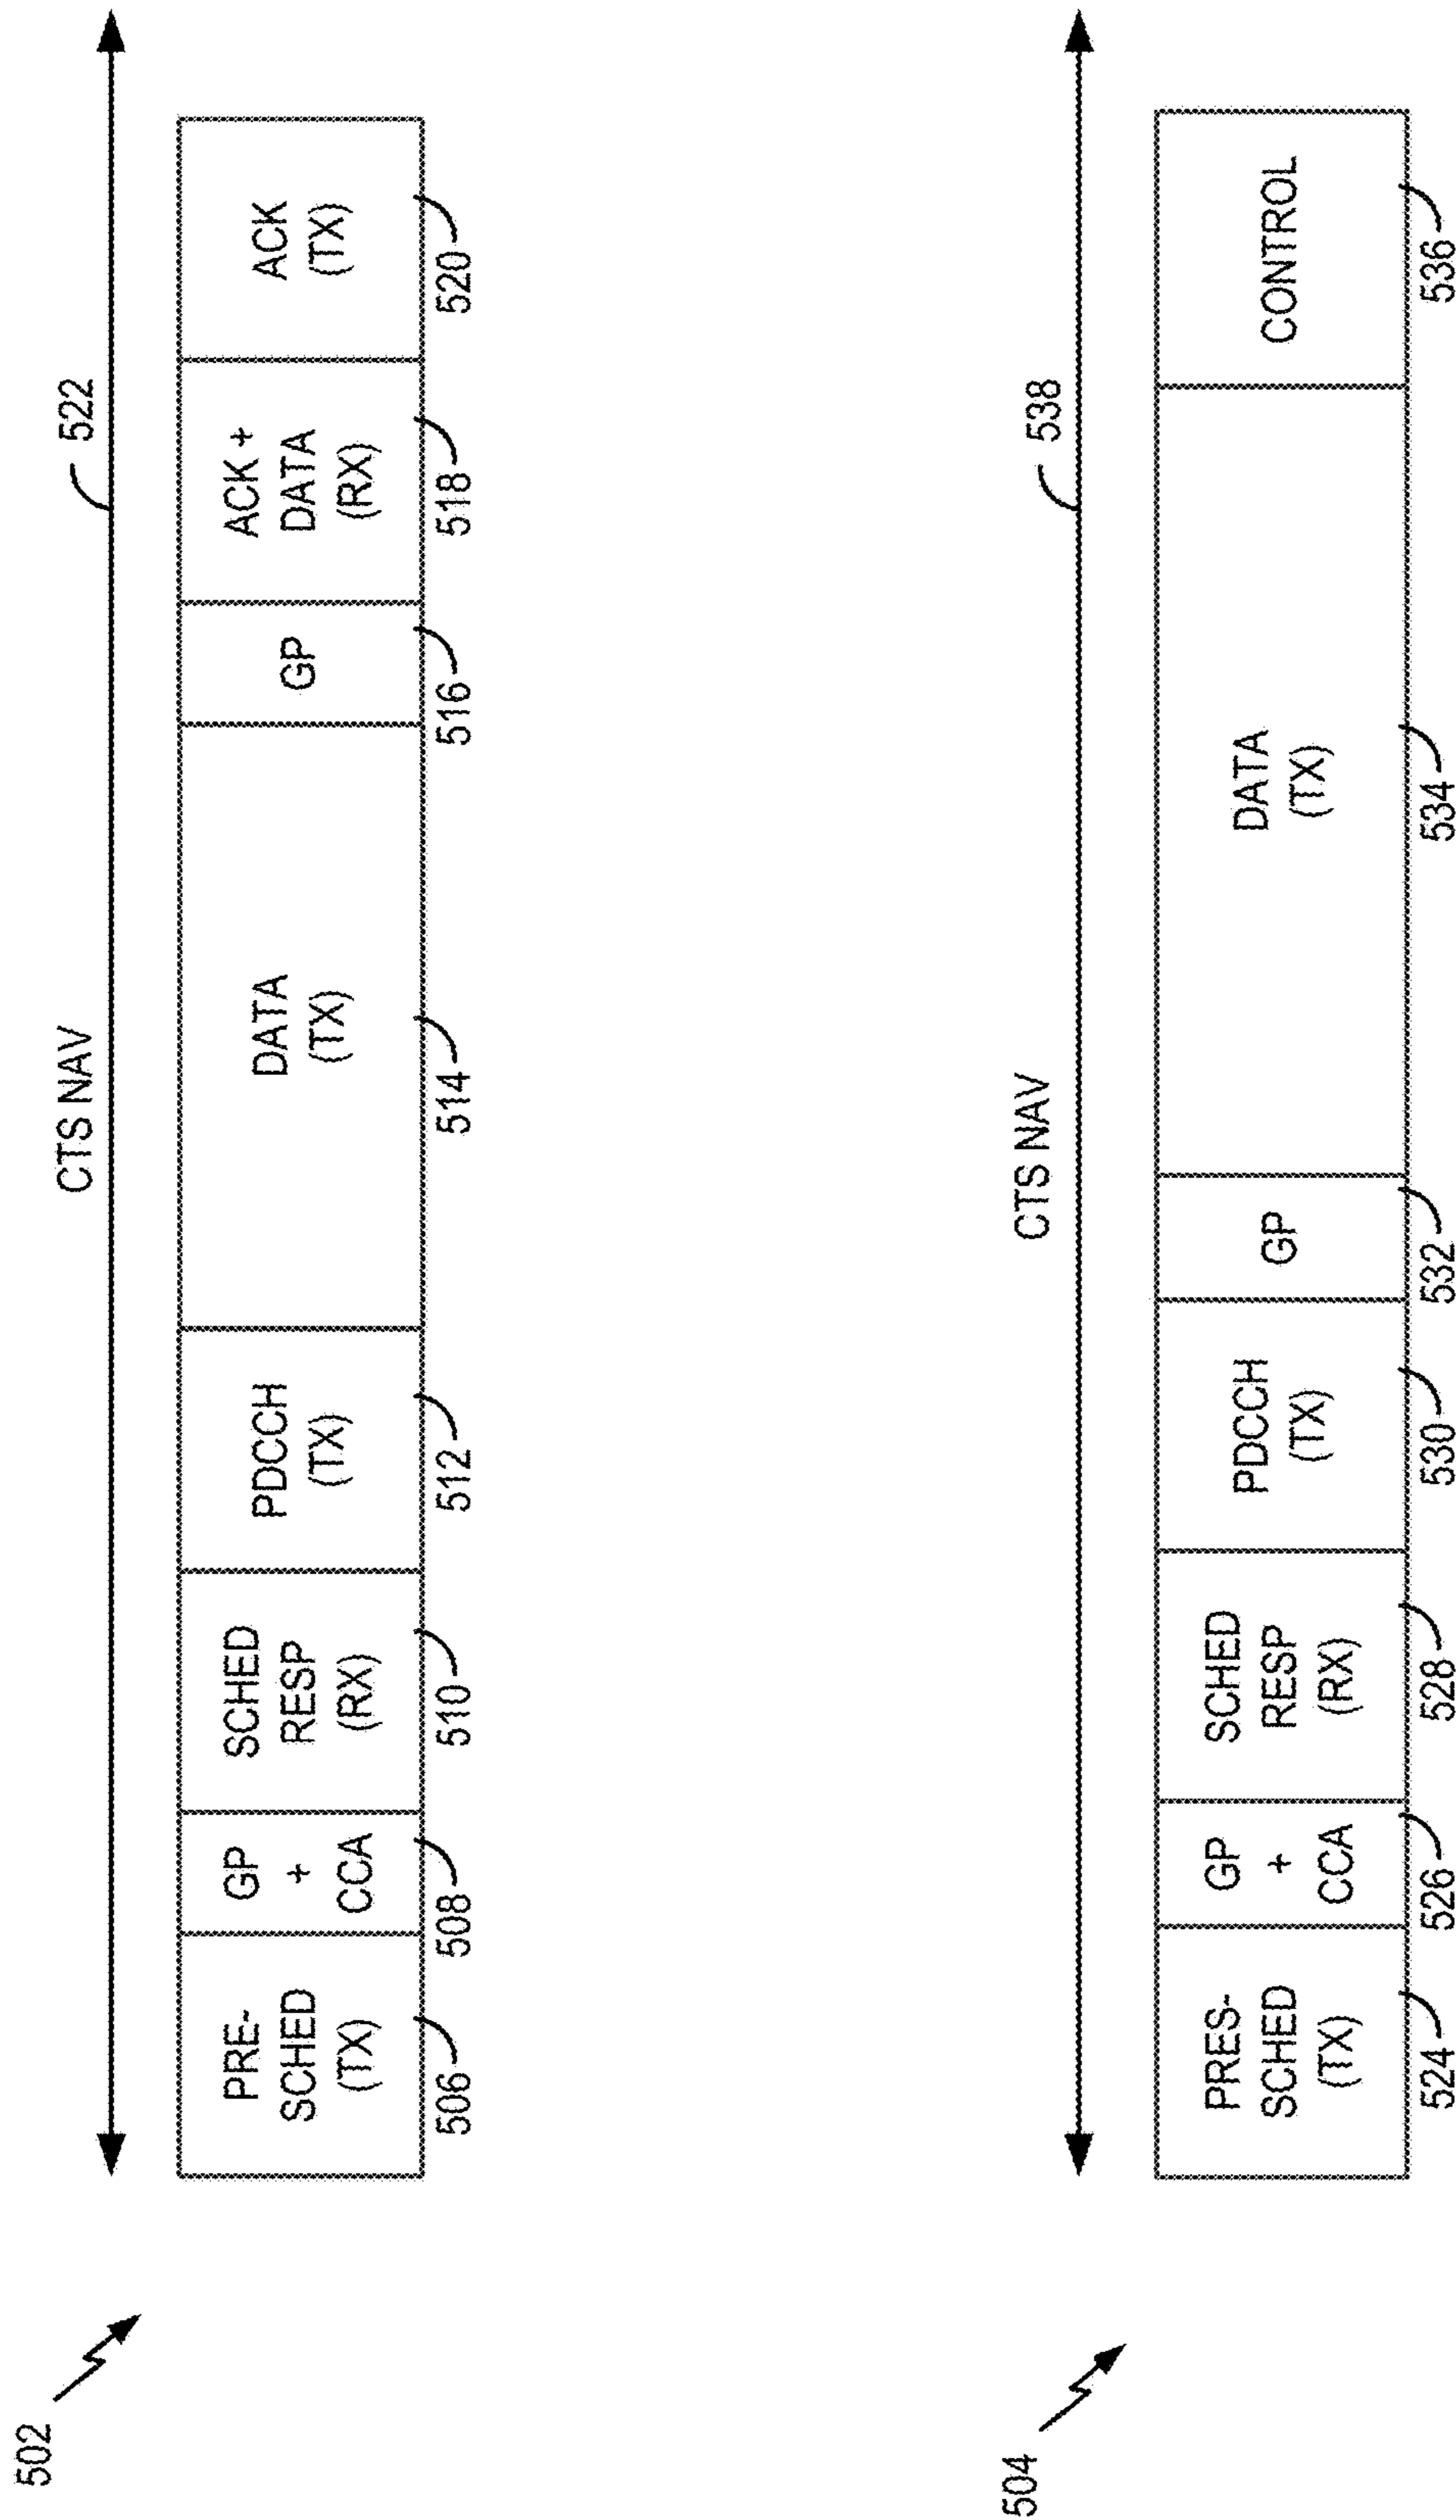 502
CTS NAV
522
PRE-
SCHED
(TX)
GP
+
CCA
SCHED
RESP
(RX)
PDCCH
(TX)
DATA
(TX)
GP
ACK +
DATA
(RX)
ACK
(TX)
506
508
510
512
514
516
518
520
504
CTS NAV
538
PRES-
SCHED
(TX)
GP
+
CCA
SCHED
RESP
(RX)
PDCCH
(TX)
GP
DATA
(TX)
CONTROL
524
526
528
530
532
534
536